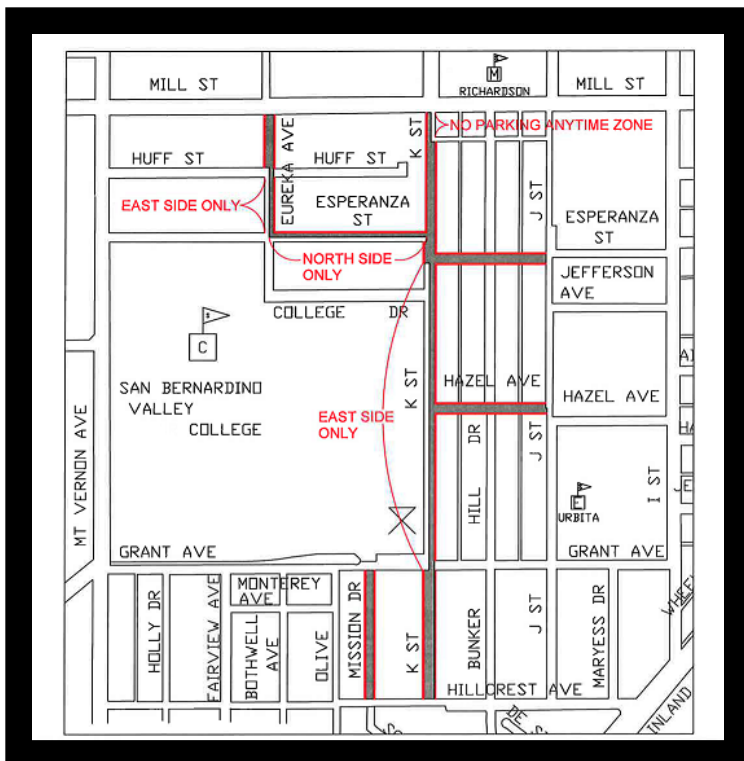 M
MILL ST
RICHARDSON
MILL ST
NO PARKING ANYTIME ZONE
K ST
EUREKA AVE
HUFF ST
HUFF ST
EAST SIDE ONLY
ESPERANZA
ST
J ST
ESPERANZA
ST
NORTH SIDE
ONLY
JEFFERSON
AVE
COLLEGE DR
C
SAN BERNARDINO
VALLEY
COLLEGE
K ST
HAZEL AVE
HAZEL AVE
EAST SIDE
ONLY
MT VERNON AVE
HILL DR
J ST
E
URBITA
I ST
GRANT AVE
GRANT AVE
HOLLY DR
FAIRVIEW AVE
MONTEREY
AVE
BOTHWELL
AVE
OLIVE
MISSION DR
K ST
BUNKER
J ST
MARYESS DR
HILLCREST AVE
INLAND
DE